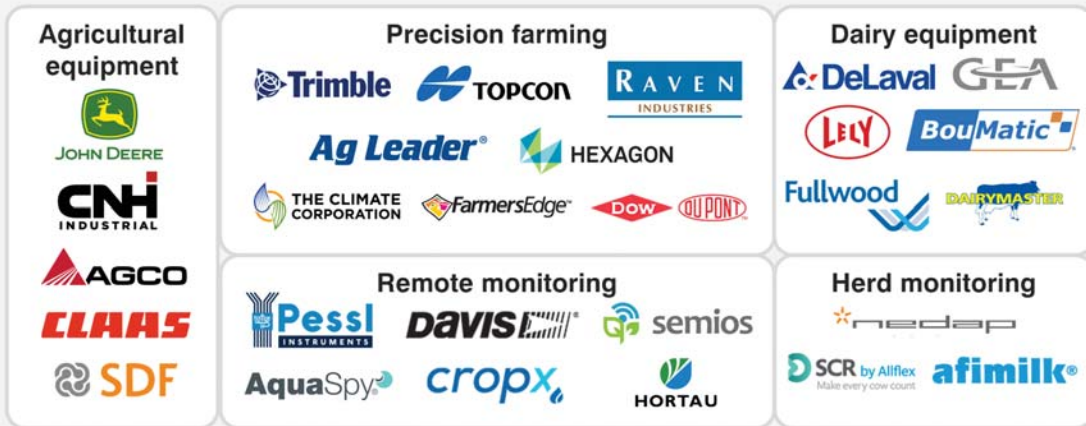 Agricultural
equipment
JOHN DEERE
CNH
INDUSTRIAL
AGCO
CLAAS
SDF
Precision farming
Trimble
TOPCON
RAVEN
INDUSTRIES
Ag Leader®
HEXAGON
THE CLIMATE
CORPORATION
FarmersEdge™
DOW
DUPONT
Dairy equipment
DeLaval
GEA
LELY
BouMatic
Fullwood
DAIRYMASTER
Remote monitoring
Pessl
INSTRUMENTS
DAVIS®
semios
AquaSpy®
cropx
HORTAU
Herd monitoring
nedap
SCR by Allflex
Make every cow count
afimilk®